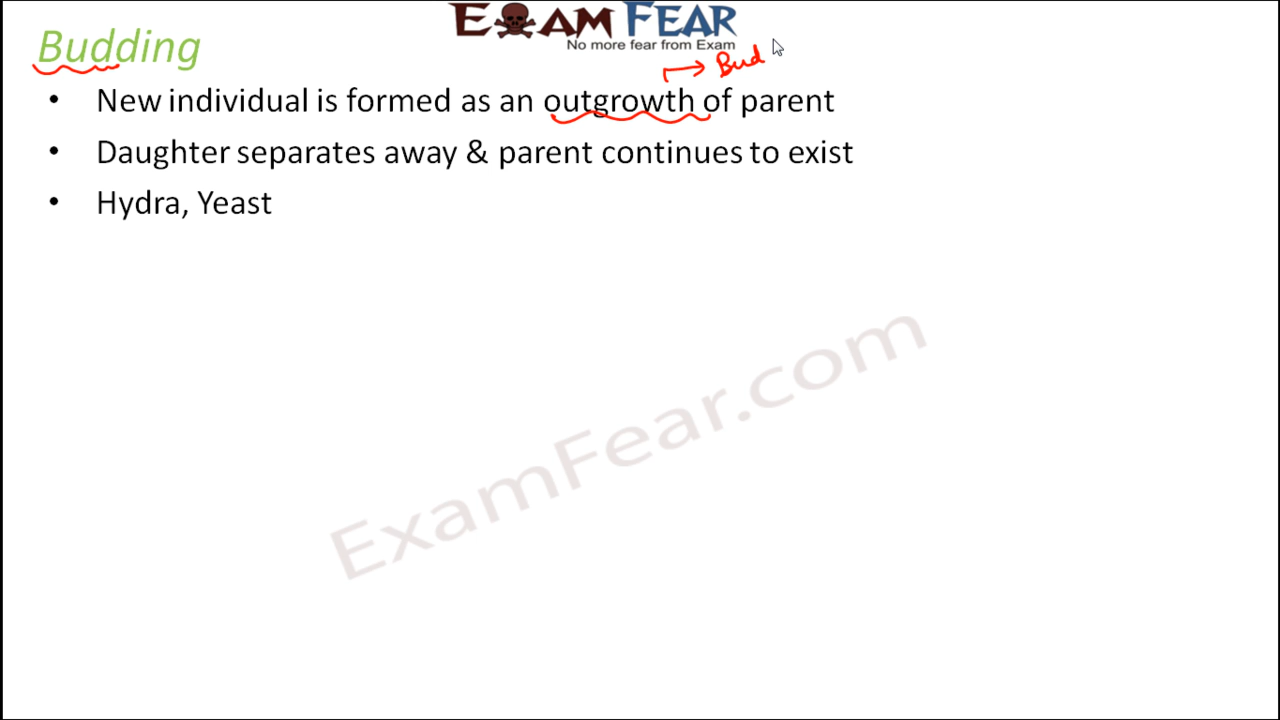 EXAM FEAR
No more fear from Exam
Budding
Bud
• New individual is formed as an outgrowth of parent
• Daughter separates away & parent continues to exist
• Hydra, Yeast
ExamFear.com